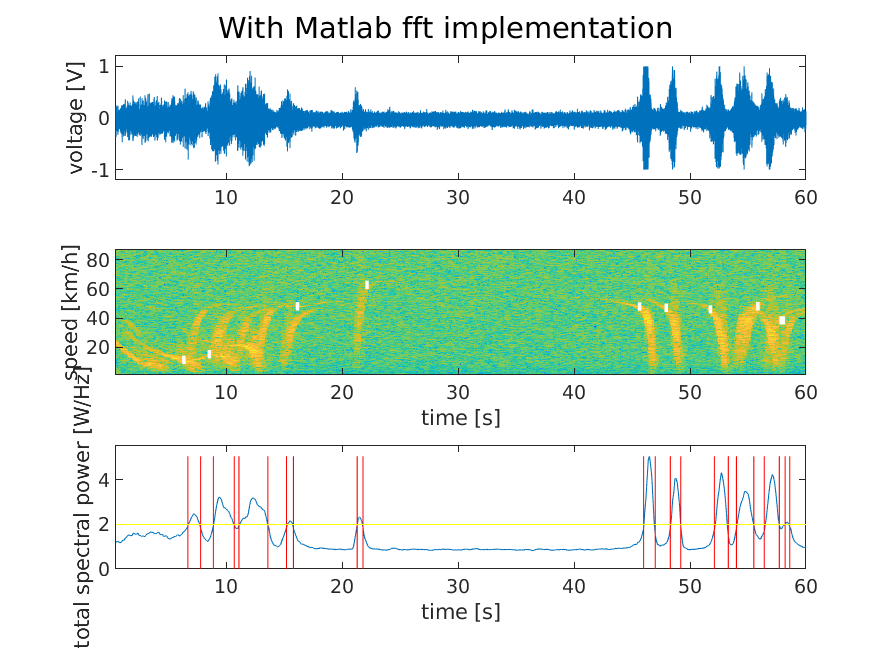 With Matlab fft implementation
voltage [V]
1
0
-1
10 20 30 40 50 60
speed [km/h]
80
60
40
20
10 20 30 40 50 60
time [s]
total spectral power [W/Hz]
4
2
0
10 20 30 40 50 60
time [s]